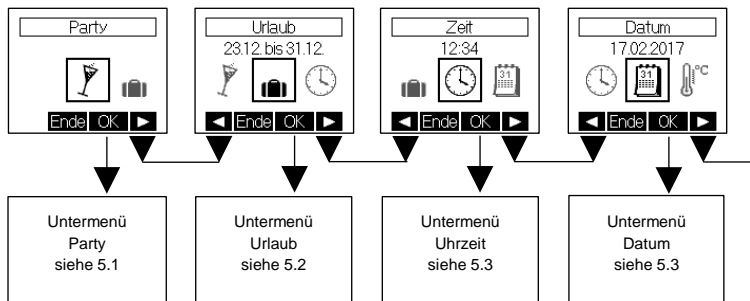 Party
Ende OK
Urlaub
23.12. bis 31.12.
Ende OK
Zeit
12:34
31
Ende OK
Datum
17.02.2017
31
°C
Ende OK
Untermenü
Party
siehe 5.1
Untermenü
Urlaub
siehe 5.2
Untermenü
Uhrzeit
siehe 5.3
Untermenü
Datum
siehe 5.3